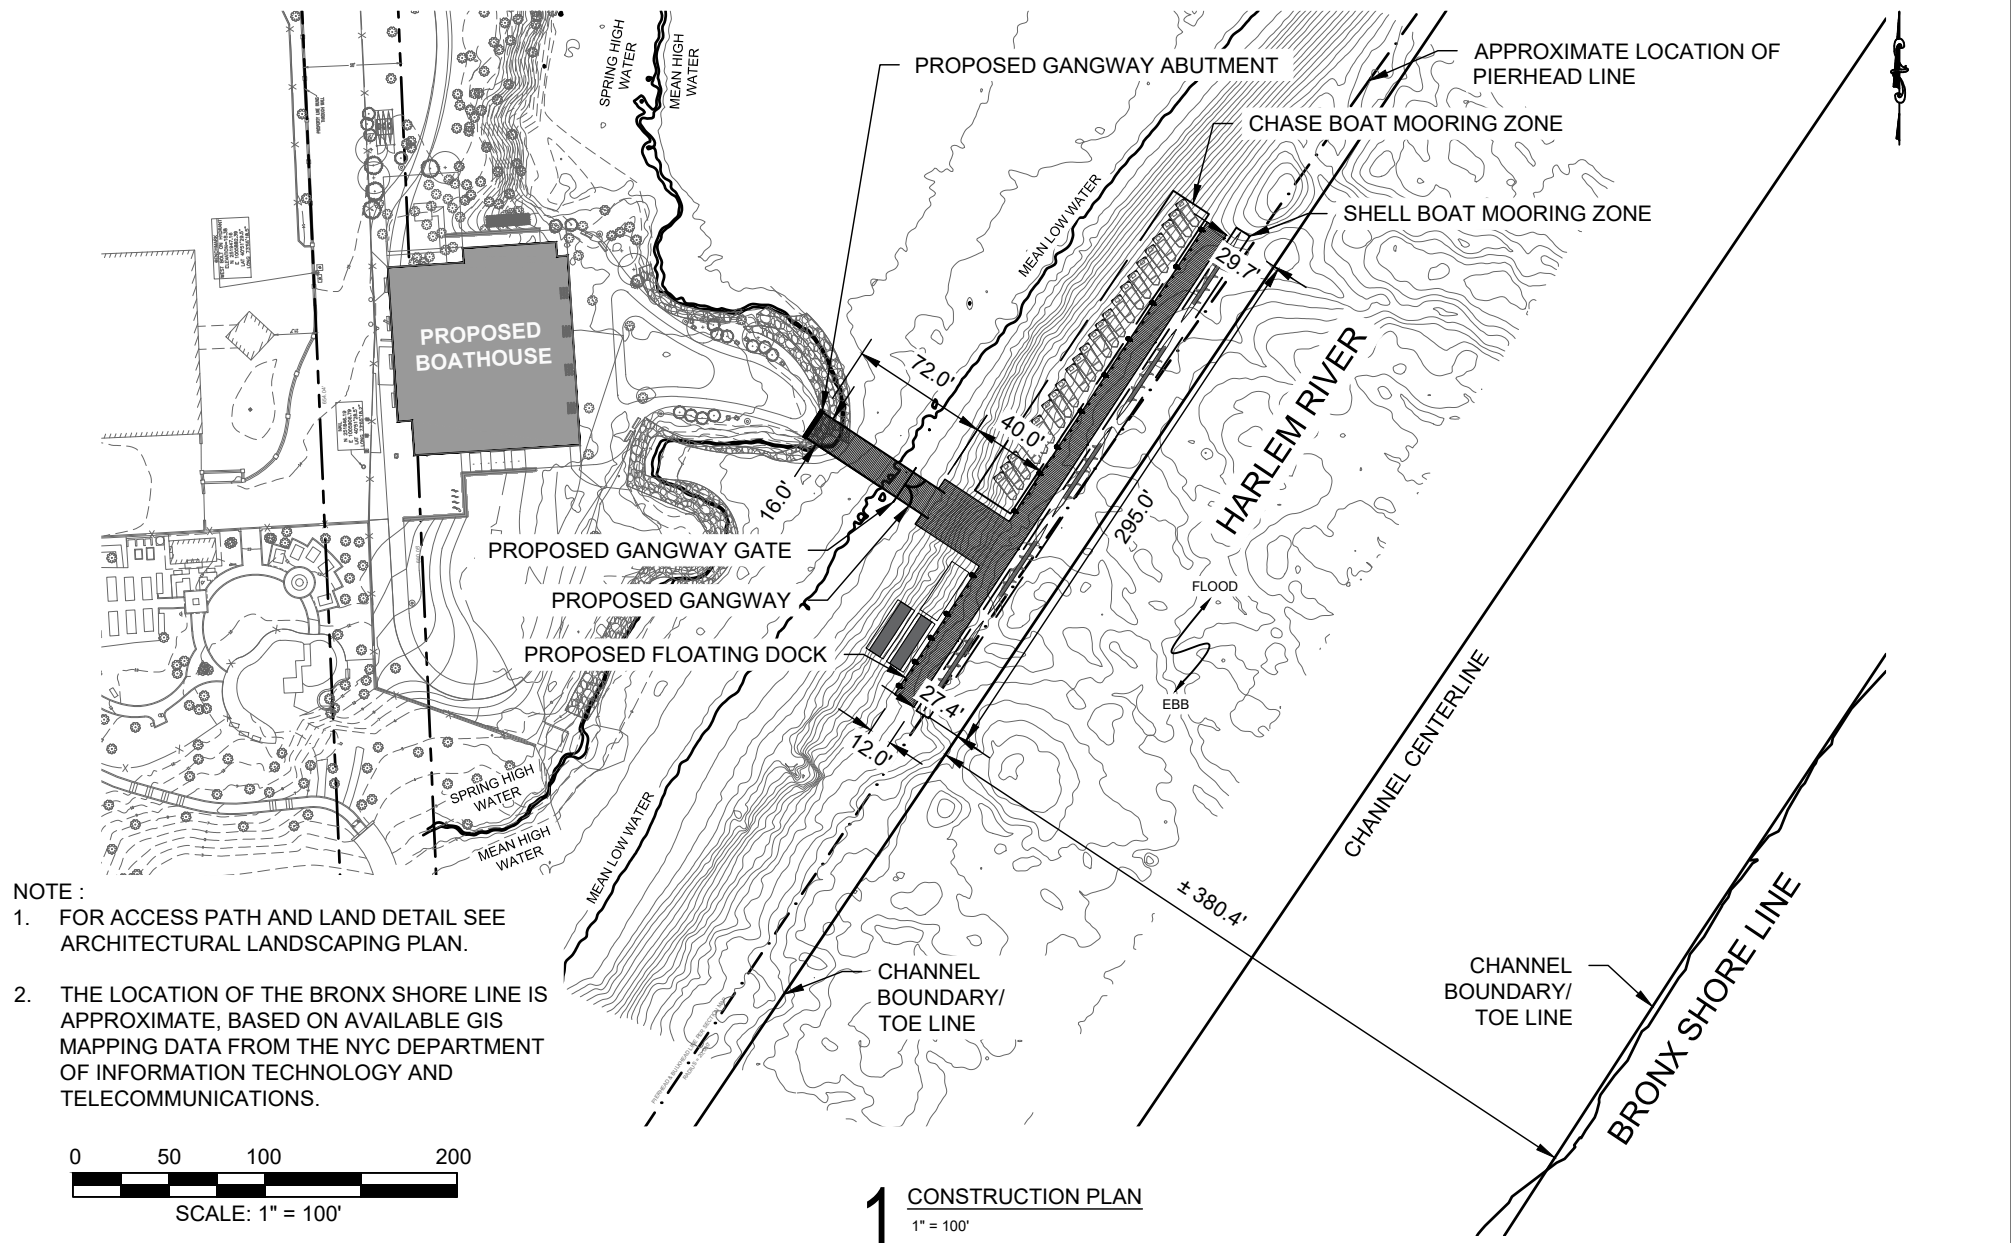 SPRING HIGH
WATER
MEAN HIGH
WATER
PROPOSED GANGWAY ABUTMENT
APPROXIMATE LOCATION OF
PIERHEAD LINE
CHASE BOAT MOORING ZONE
SHELL BOAT MOORING ZONE
MEAN LOW WATER
29.7'
PROPOSED
BOATHOUSE
72.0'
40.0'
16.0'
295.0'
HARLEM RIVER
PROPOSED GANGWAY GATE
PROPOSED GANGWAY
PROPOSED FLOATING DOCK
FLOOD
EBB
27.4'
12.0'
CHANNEL CENTERLINE
SPRING HIGH
WATER
MEAN HIGH
WATER
MEAN LOW WATER
± 380.4'
CHANNEL
BOUNDARY/
TOE LINE
CHANNEL
BOUNDARY/
TOE LINE
BRONX SHORE LINE
NOTE :
1. FOR ACCESS PATH AND LAND DETAIL SEE
ARCHITECTURAL LANDSCAPING PLAN.
2. THE LOCATION OF THE BRONX SHORE LINE IS
APPROXIMATE, BASED ON AVAILABLE GIS
MAPPING DATA FROM THE NYC DEPARTMENT
OF INFORMATION TECHNOLOGY AND
TELECOMMUNICATIONS.
0 50 100 200
SCALE: 1" = 100'
1 CONSTRUCTION PLAN
1" = 100'